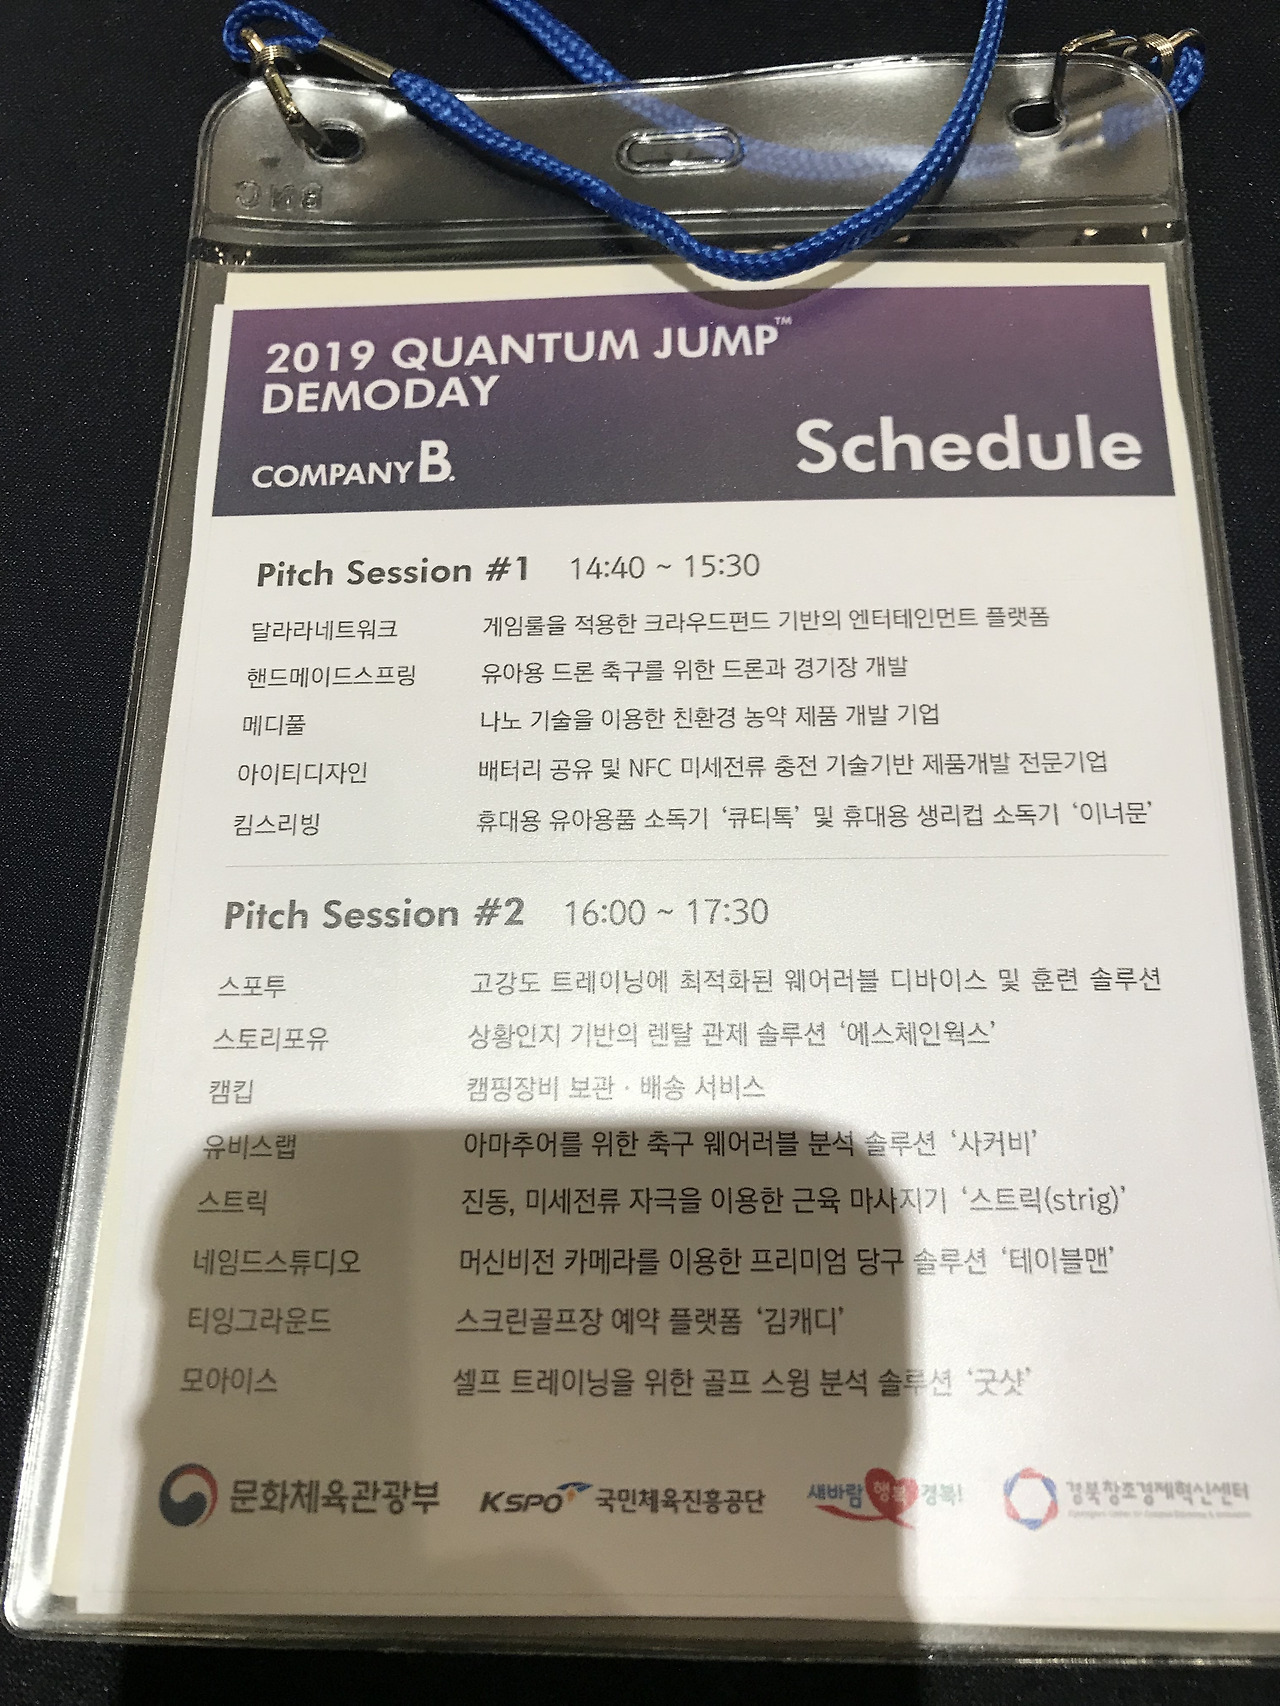 BNC
2019 QUANTUM JUMP™
DEMODAY
COMPANY B.
Schedule
Pitch Session #1 14:40 ~ 15:30
달라라네트워크 게임룰을 적용한 크라우드펀드 기반의 엔터테인먼트 플랫폼
핸드메이드스프링 유아용 드론 축구를 위한 드론과 경기장 개발
메디풀 나노 기술을 이용한 친환경 농약 제품 개발 기업
아이티디자인 배터리 공유 및 NFC 미세전류 충전 기술기반 제품개발 전문기업
킴스리빙 휴대용 유아용품 소독기 ‘큐티톡’ 및 휴대용 생리컵 소독기 ‘이너문’
Pitch Session #2 16:00 ~ 17:30
스포투 고강도 트레이닝에 최적화된 웨어러블 디바이스 및 훈련 솔루션
스토리포유 상황인지 기반의 렌탈 관제 솔루션 ‘에스체인웍스’
캠킵 캠핑장비 보관 · 배송 서비스
유비스랩 아마추어를 위한 축구 웨어러블 분석 솔루션 ‘사커비’
스트릭 진동, 미세전류 자극을 이용한 근육 마사지기 ‘스트릭(strig)’
네임드스튜디오 머신비전 카메라를 이용한 프리미엄 당구 솔루션 ‘테이블맨’
티잉그라운드 스크린골프장 예약 플랫폼 ‘김캐디’
모아이스 셀프 트레이닝을 위한 골프 스윙 분석 솔루션 ‘굿샷’
문화체육관광부 KSPO 국민체육진흥공단 새바람 행복 경북! 경북창조경제혁신센터